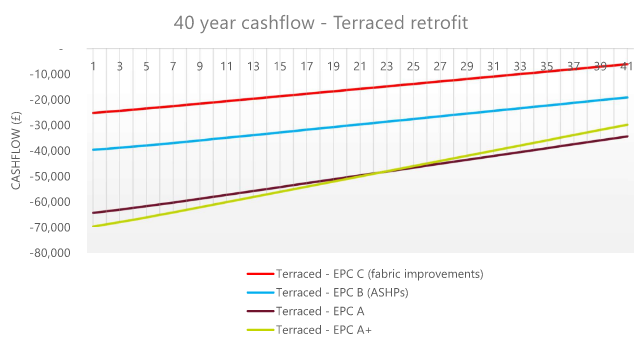 40 year cashflow - Terraced retrofit
-
1 3 5 7 9 11 13 15 17 19 21 23 25 27 29 31 33 35 37 39 41
-10,000
-20,000
-30,000
-40,000
-50,000
-60,000
-70,000
-80,000
CASHFLOW (£)
Terraced - EPC C (fabric improvements)
Terraced - EPC B (ASHPs)
Terraced - EPC A
Terraced - EPC A+